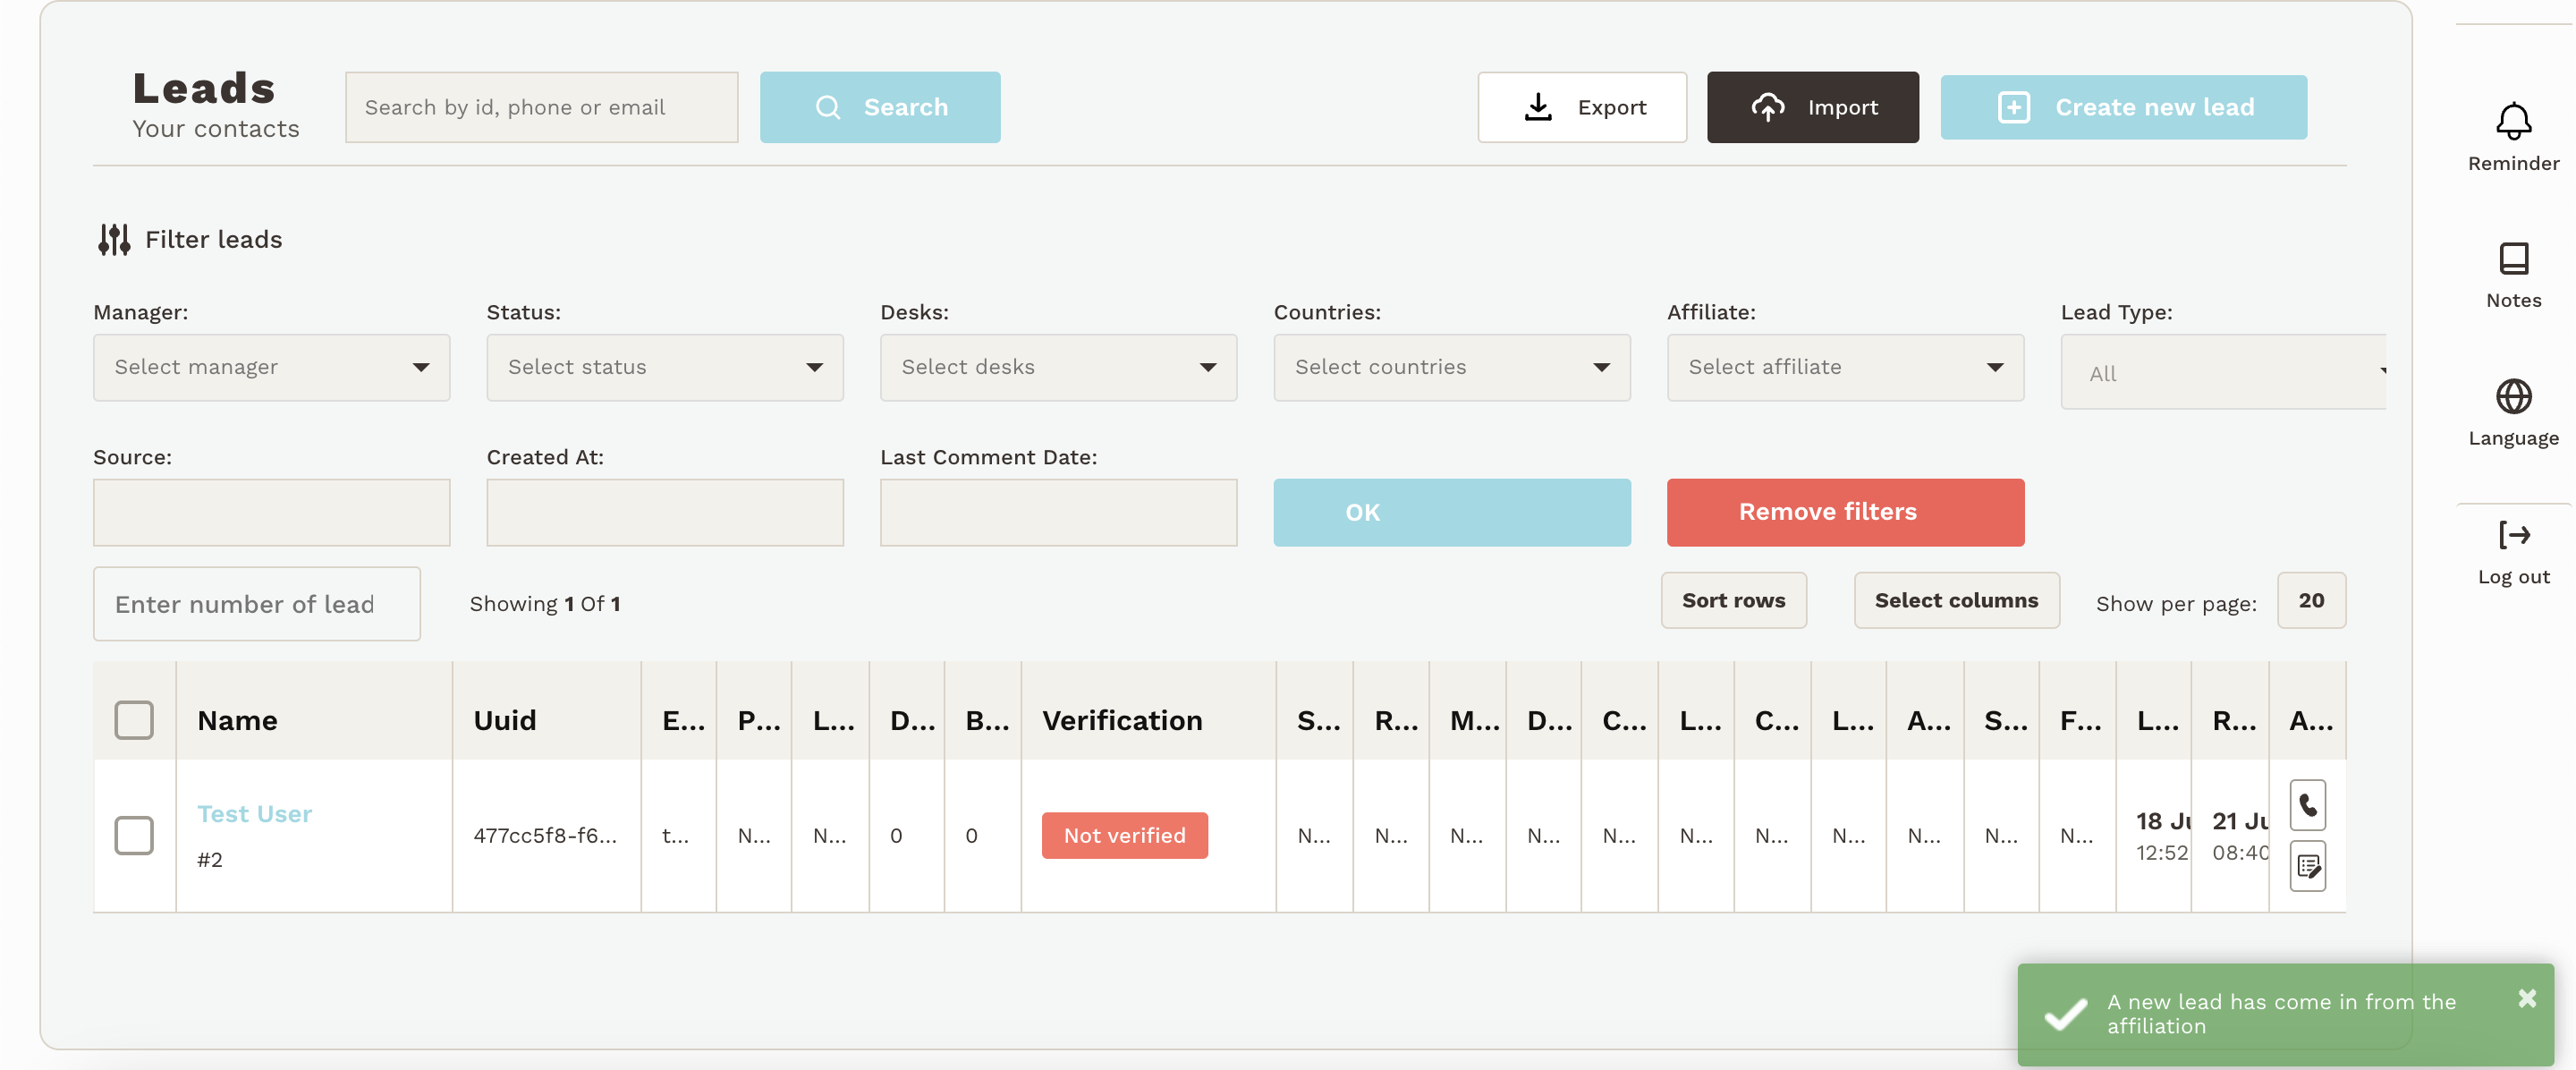 Leads
Your contacts
Search by id, phone or email
Search
Export
Import
Create new lead
Reminder
Notes
Language
Log out
Filter leads
Manager:
Select manager
Status:
Select status
Desks:
Select desks
Countries:
Select countries
Affiliate:
Select affiliate
Lead Type:
All
Source:
Created At:
Last Comment Date:
OK
Remove filters
Enter number of lead
Showing 1 Of 1
Sort rows
Select columns
Show per page:
20
Name Uuid E... P... L... D... B... Verification S... R... M... D... C... L... C... L... A... S... F... L... R... A...
Test User
#2
477cc5f8-f6... t... N... N... 0 0 Not verified N... N... N... N... N... N... N... N... N... N... N...
18 Ju
12:52
21 Ju
08:40
A new lead has come in from the
affiliation